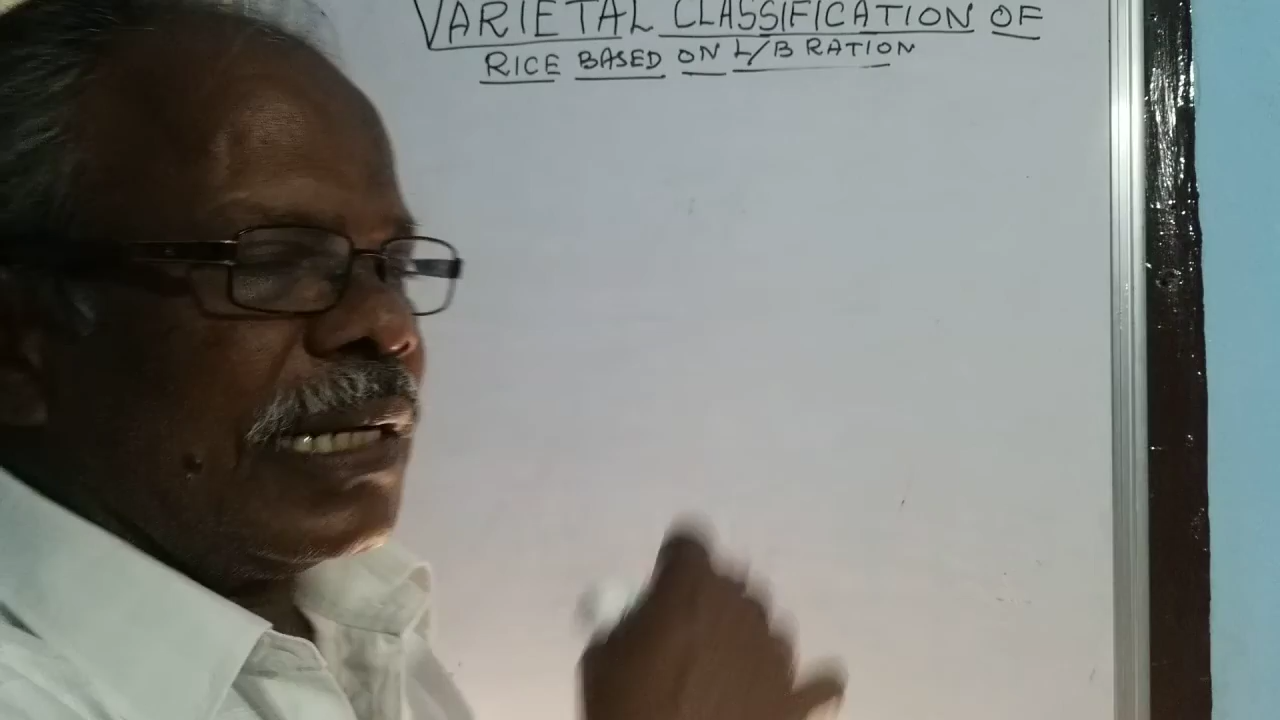 VARIETAL CLASSIFICATION OF
RICE BASED ON L/B RATION